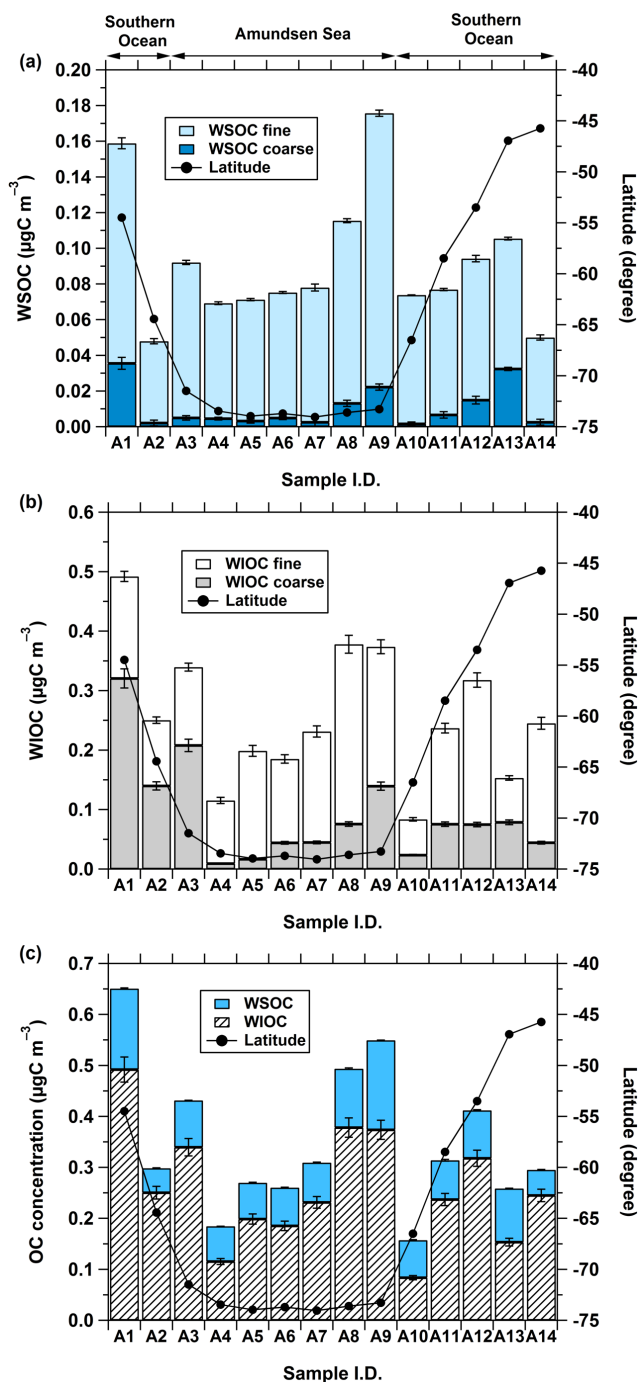 Southern Ocean
Amundsen Sea
Southern Ocean
(a)
0.20
0.18
0.16
0.14
0.12
0.10
0.08
0.06
0.04
0.02
0.00
WSOC (µgC m⁻³)
WSOC fine
WSOC coarse
Latitude
-40
-45
-50
-55
-60
-65
-70
-75
Latitude (degree)
A1 A2 A3 A4 A5 A6 A7 A8 A9 A10 A11 A12 A13 A14
Sample I.D.
(b)
0.6
0.5
0.4
0.3
0.2
0.1
0.0
WIOC (µgC m⁻³)
WIOC fine
WIOC coarse
Latitude
-40
-45
-50
-55
-60
-65
-70
-75
Latitude (degree)
A1 A2 A3 A4 A5 A6 A7 A8 A9 A10 A11 A12 A13 A14
Sample I.D.
(c)
0.7
0.6
0.5
0.4
0.3
0.2
0.1
0.0
OC concentration (µgC m⁻³)
WSOC
WIOC
Latitude
-40
-45
-50
-55
-60
-65
-70
-75
Latitude (degree)
A1 A2 A3 A4 A5 A6 A7 A8 A9 A10 A11 A12 A13 A14
Sample I.D.